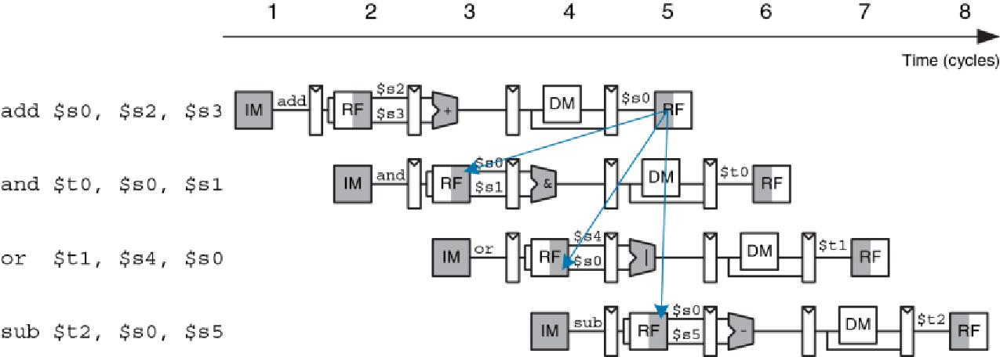 1 2 3 4 5 6 7 8
Time (cycles)
add $s0, $s2, $s3 IM add RF $s2 $s3 + DM $s0 RF
and $t0, $s0, $s1 IM and RF $s0 $s1 & DM $t0 RF
or $t1, $s4, $s0 IM or RF $s4 $s0 | DM $t1 RF
sub $t2, $s0, $s5 IM sub RF $s0 $s5 - DM $t2 RF